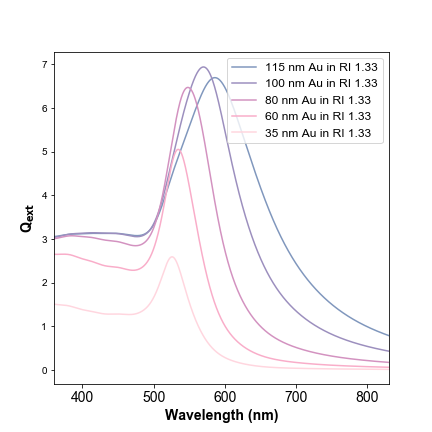 7
6
5
4
3
2
1
0
Qext
115 nm Au in RI 1.33
100 nm Au in RI 1.33
80 nm Au in RI 1.33
60 nm Au in RI 1.33
35 nm Au in RI 1.33
400 500 600 700 800
Wavelength (nm)